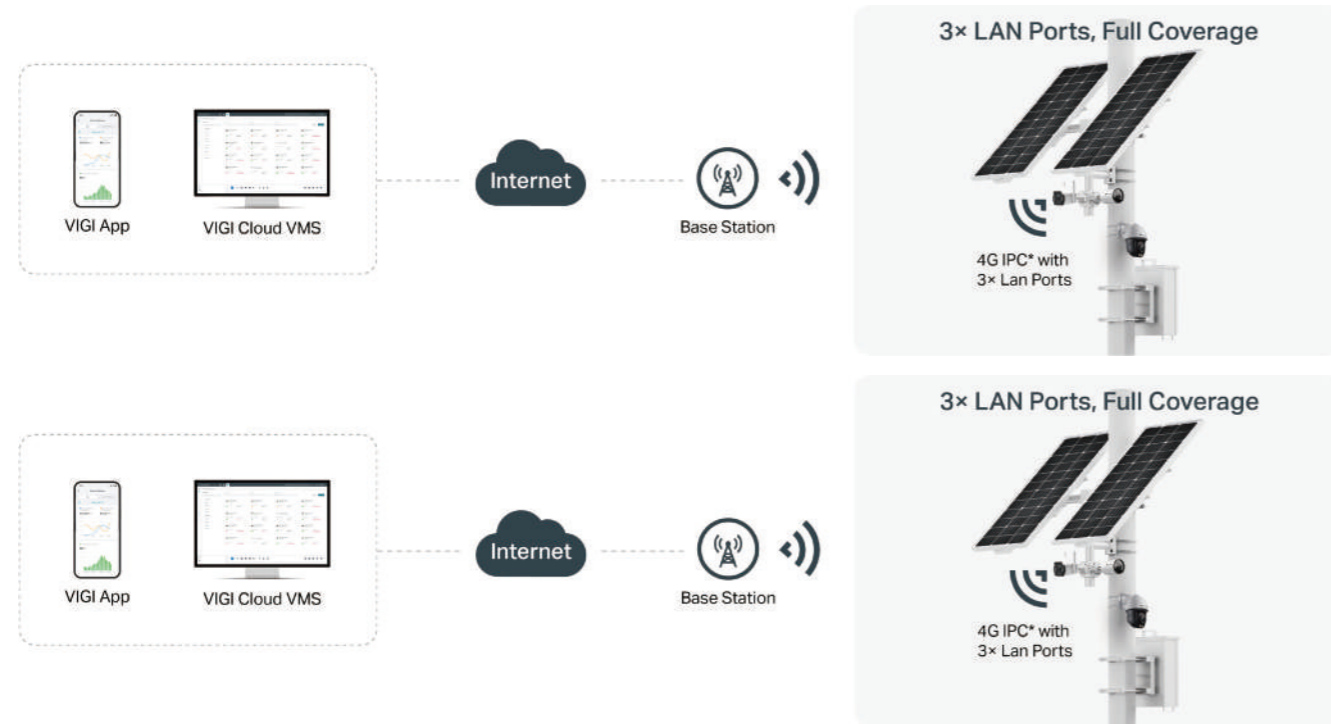 3× LAN Ports, Full Coverage
Internet
VIGI App
VIGI Cloud VMS
Base Station
4G IPC* with
3× Lan Ports
3× LAN Ports, Full Coverage
Internet
VIGI App
VIGI Cloud VMS
Base Station
4G IPC* with
3× Lan Ports